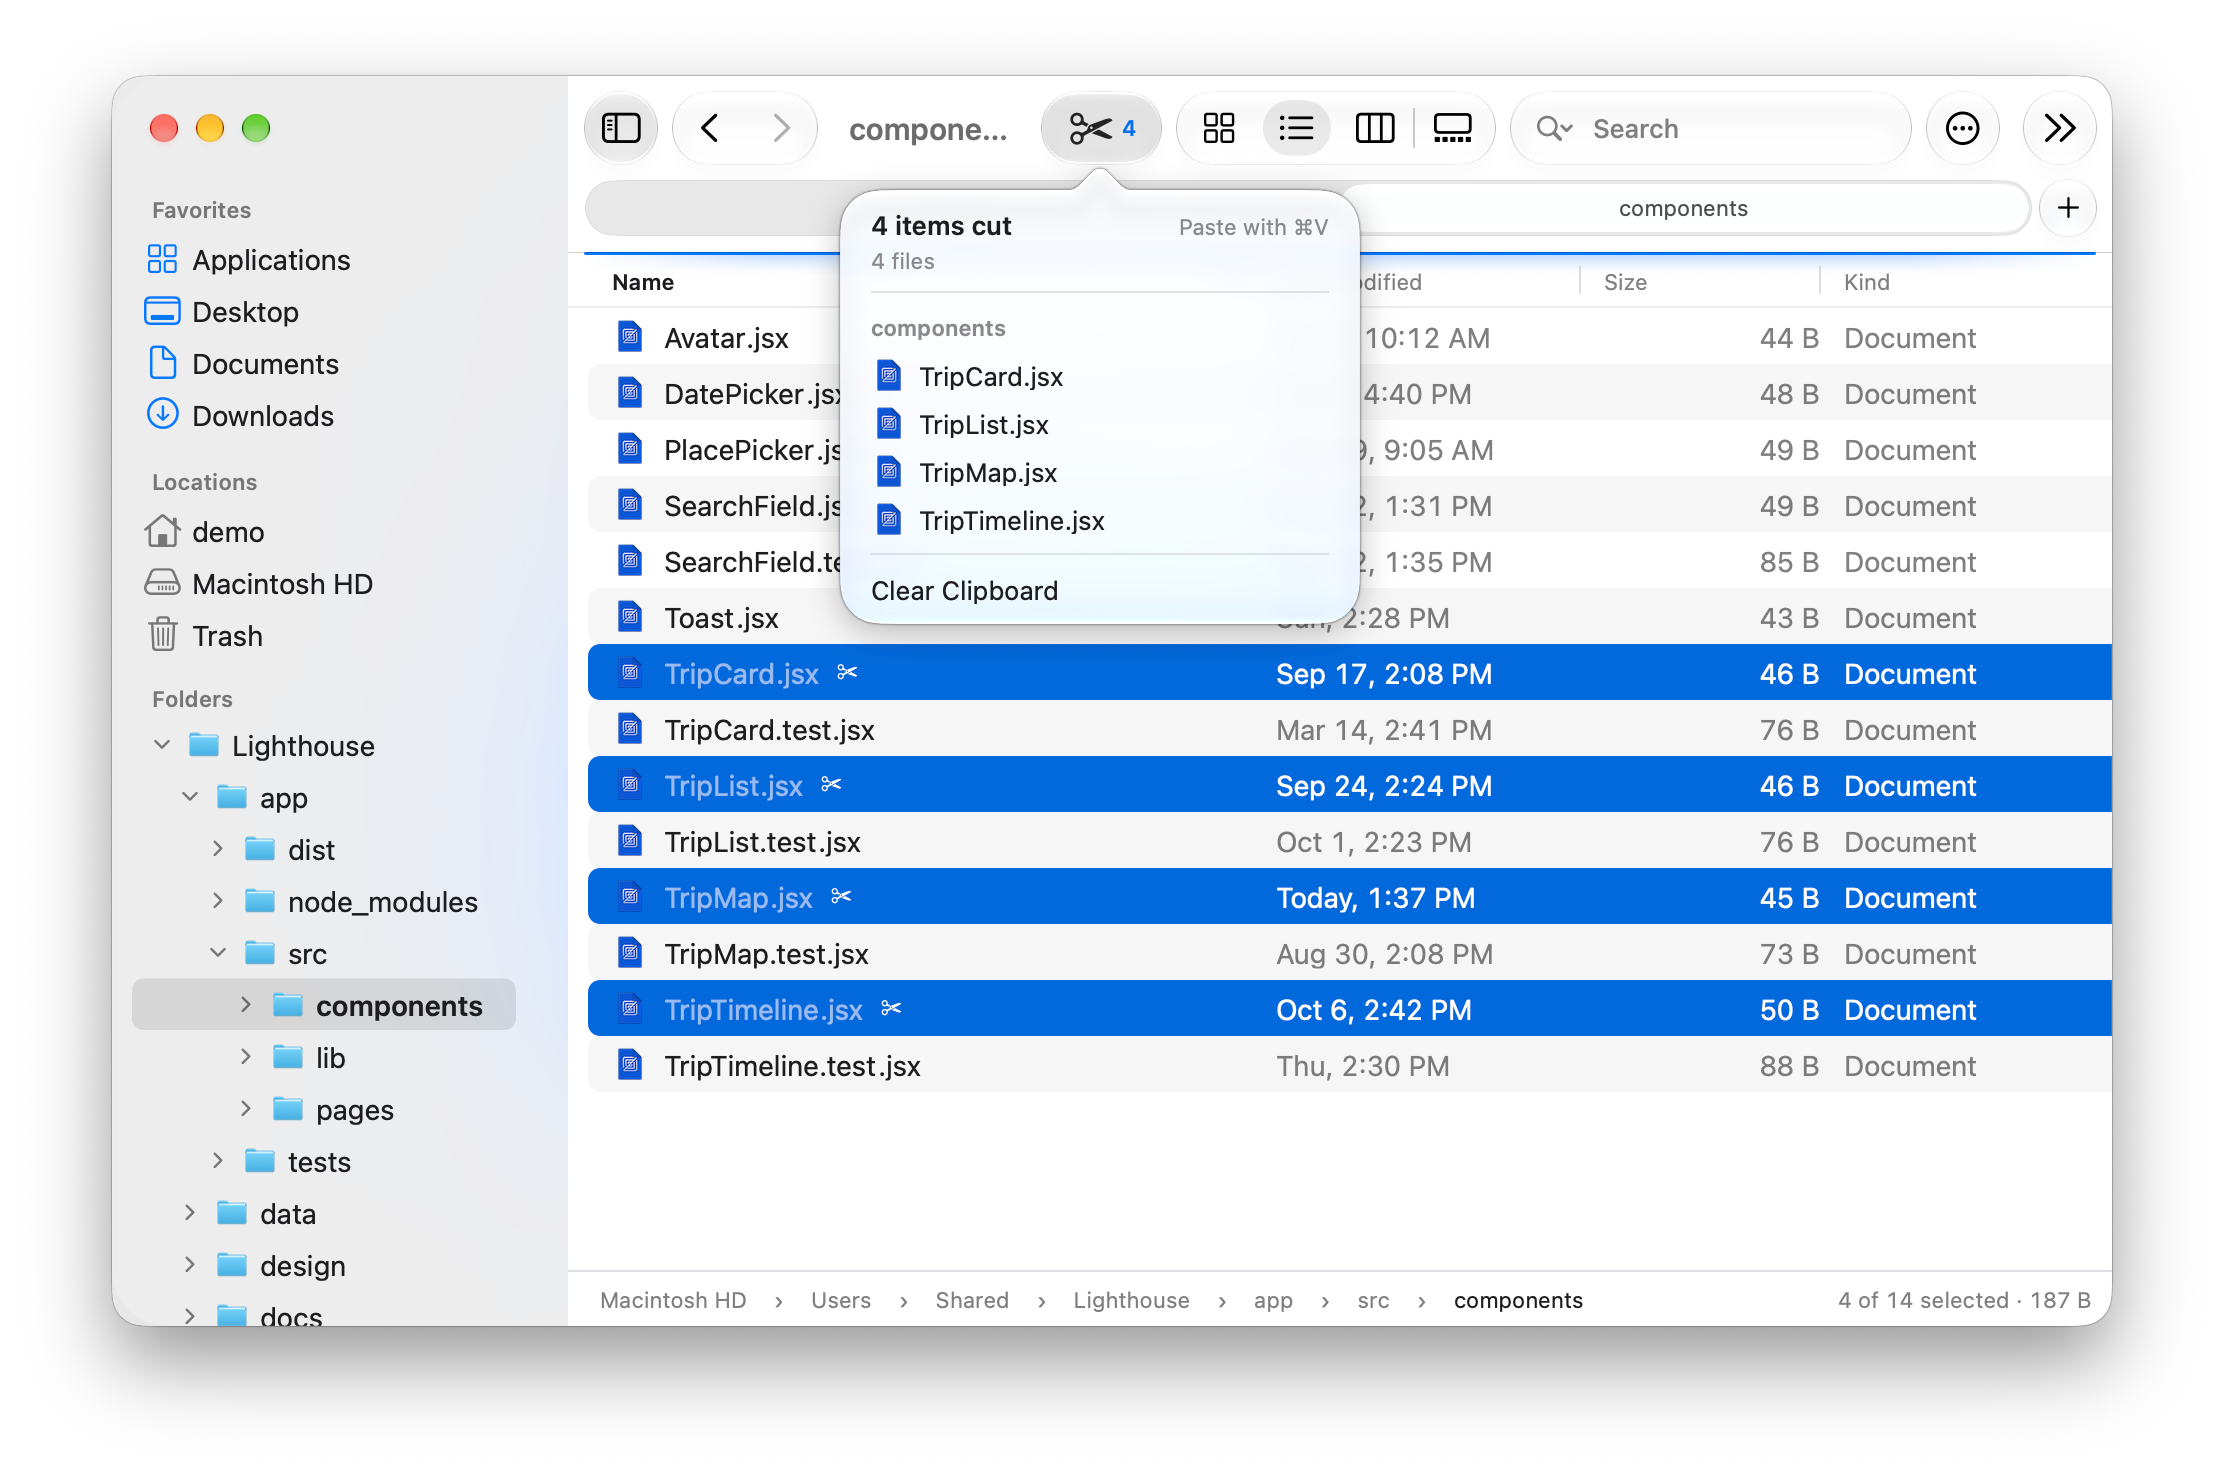 Favorites
Applications
Desktop
Documents
Downloads
Locations
demo
Macintosh HD
Trash
Folders
Lighthouse
app
dist
node_modules
src
components
lib
pages
tests
data
design
docs
compone... 4 Search
components
4 items cut Paste with ⌘V
4 files
components
TripCard.jsx
TripList.jsx
TripMap.jsx
TripTimeline.jsx
Clear Clipboard
Name Size Kind
Avatar.jsx 10:12 AM 44 B Document
DatePicker.jsx 4:40 PM 48 B Document
PlacePicker.js 9:05 AM 49 B Document
SearchField.js 1:31 PM 49 B Document
SearchField.te 1:35 PM 85 B Document
Toast.jsx 2:28 PM 43 B Document
TripCard.jsx Sep 17, 2:08 PM 46 B Document
TripCard.test.jsx Mar 14, 2:41 PM 76 B Document
TripList.jsx Sep 24, 2:24 PM 46 B Document
TripList.test.jsx Oct 1, 2:23 PM 76 B Document
TripMap.jsx Today, 1:37 PM 45 B Document
TripMap.test.jsx Aug 30, 2:08 PM 73 B Document
TripTimeline.jsx Oct 6, 2:42 PM 50 B Document
TripTimeline.test.jsx Thu, 2:30 PM 88 B Document
Macintosh HD › Users › Shared › Lighthouse › app › src › components 4 of 14 selected · 187 B